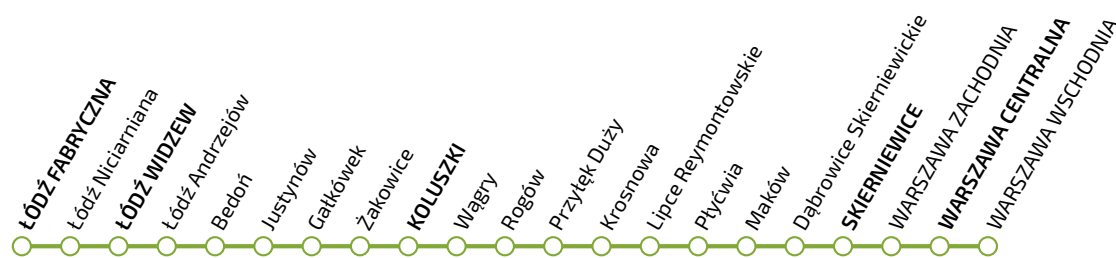 ŁÓDŹ FABRYCZNA
Łódź Niciarniana
ŁÓDŹ WIDZEW
Łódź Andrzejów
Bedoń
Justynów
Gałkówek
Żakowice
KOLUSZKI
Wągry
Rogów
Przyłęk Duży
Krosnowa
Lipce Reymontowskie
Płyćwia
Maków
Dąbrowice Skierniewickie
SKIERNIEWICE
WARSZAWA ZACHODNIA
WARSZAWA CENTRALNA
WARSZAWA WSCHODNIA